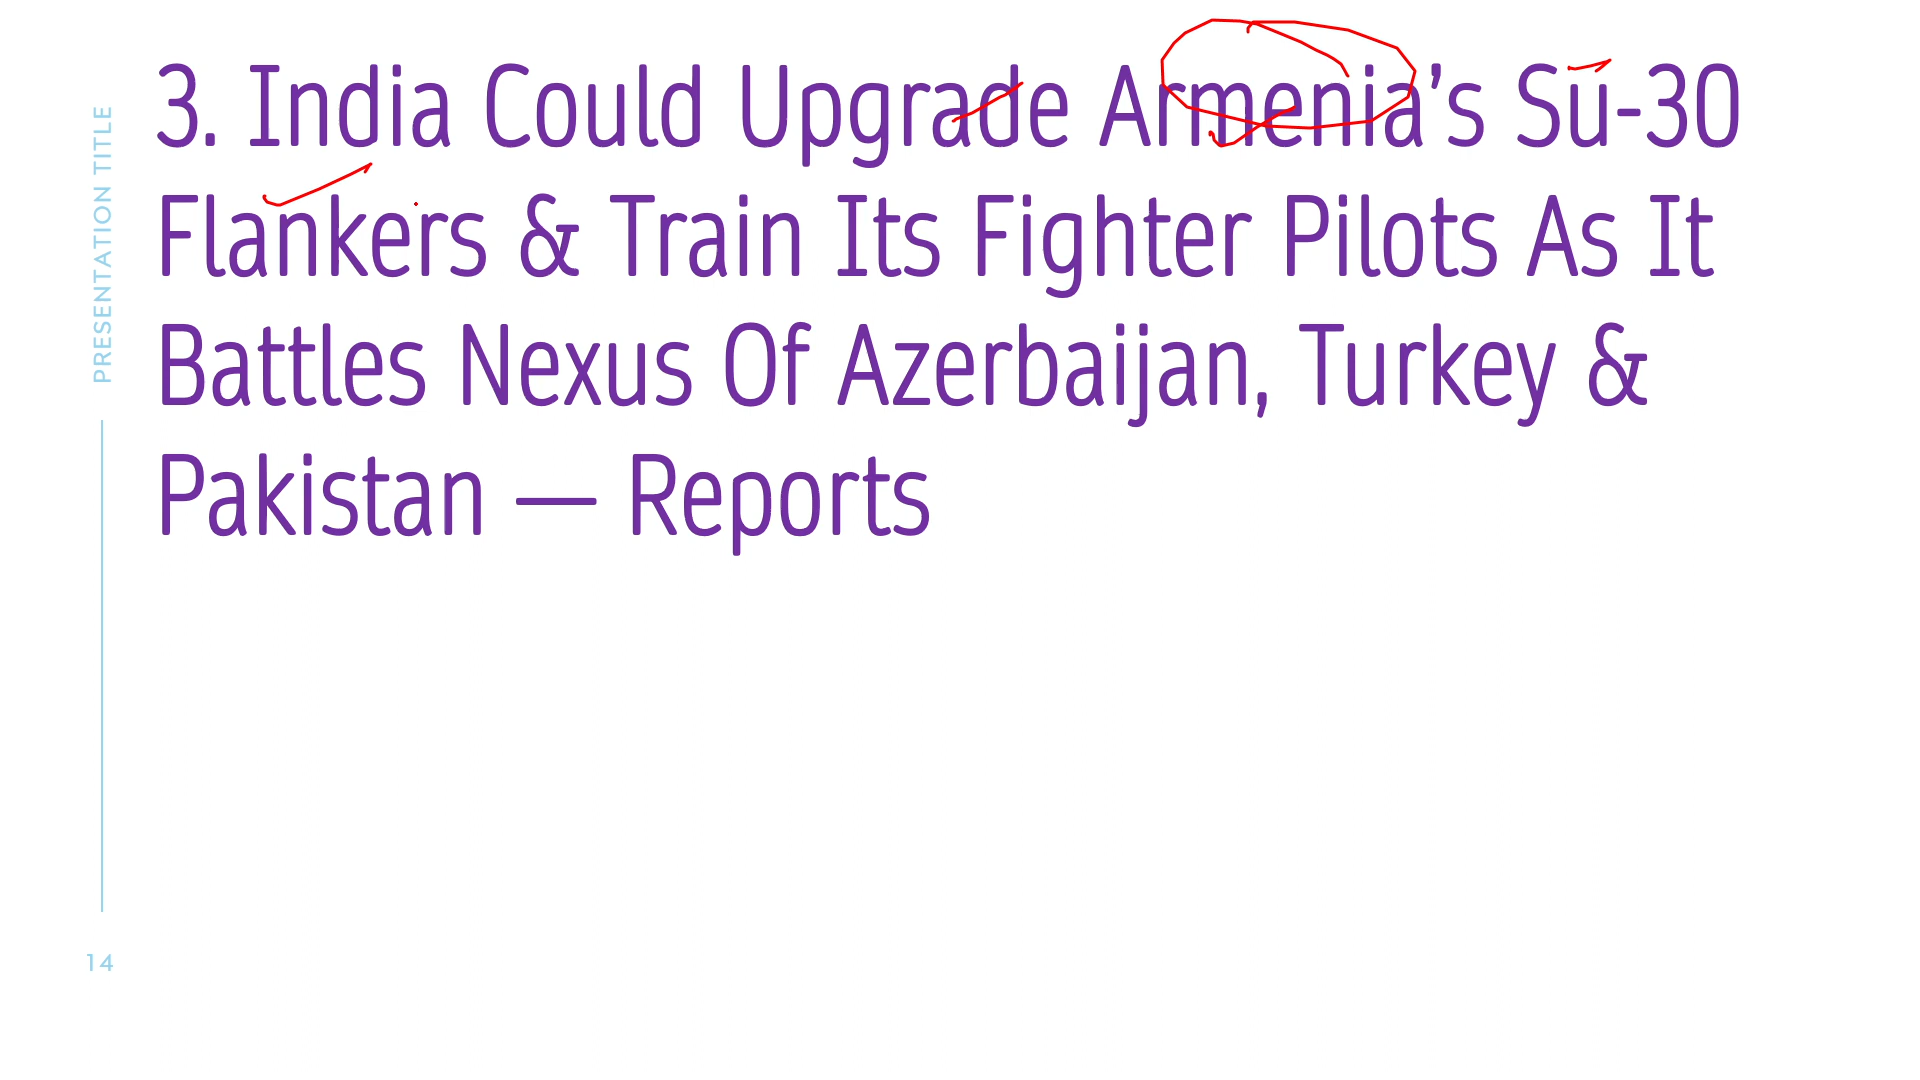 3. India Could Upgrade Armenia’s Su-30
Flankers & Train Its Fighter Pilots As It
Battles Nexus Of Azerbaijan, Turkey &
Pakistan — Reports
PRESENTATION TITLE
14